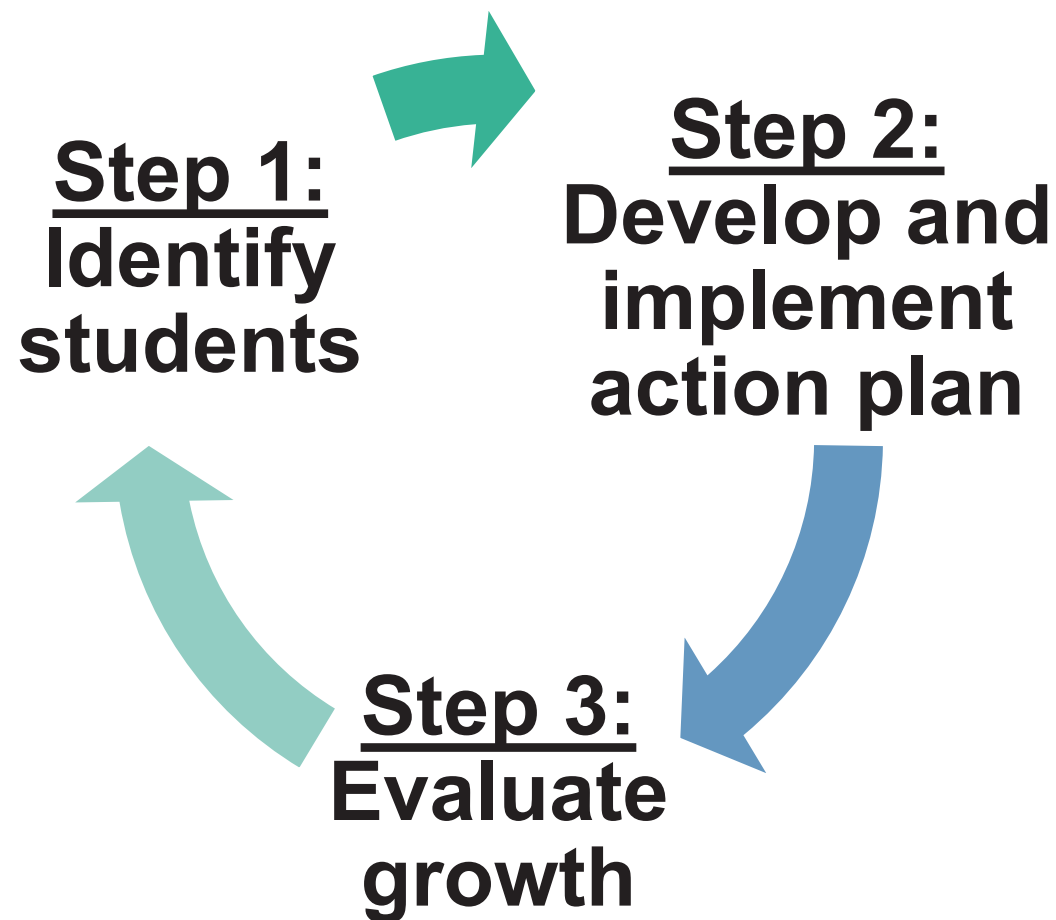 Step 1:
Identify
students
Step 2:
Develop and
implement
action plan
Step 3:
Evaluate
growth